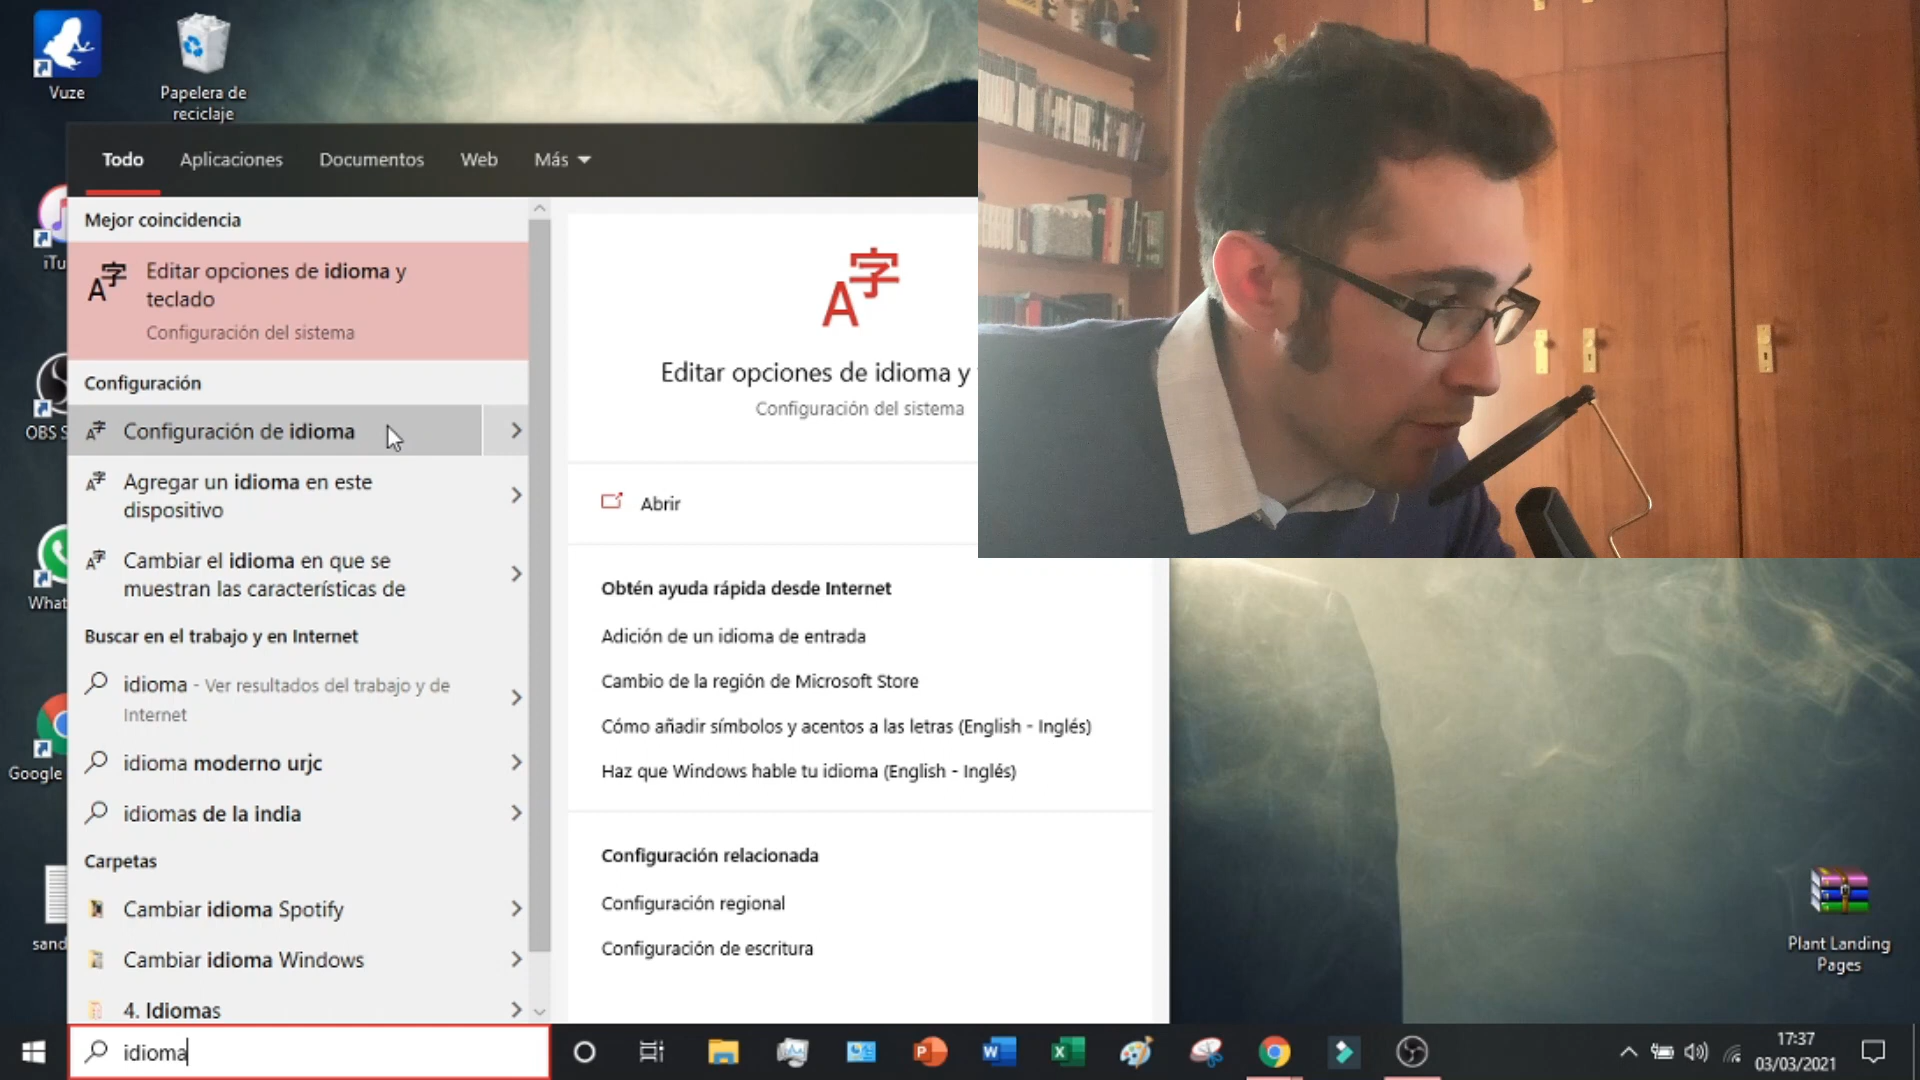 Vuze
Papelera de
reciclaje
Todo
Aplicaciones
Documentos
Web
Más
Mejor coincidencia
Editar opciones de idioma y
teclado
Configuración del sistema
Configuración
Configuración de idioma
Agregar un idioma en este
dispositivo
Cambiar el idioma en que se
muestran las características de
Buscar en el trabajo y en Internet
idioma - Ver resultados del trabajo y de
Internet
idioma moderno urjc
idiomas de la india
Carpetas
Cambiar idioma Spotify
Cambiar idioma Windows
4. Idiomas
idioma
Editar opciones de idioma y
Configuración del sistema
Abrir
Obtén ayuda rápida desde Internet
Adición de un idioma de entrada
Cambio de la región de Microsoft Store
Cómo añadir símbolos y acentos a las letras (English - Inglés)
Haz que Windows hable tu idioma (English - Inglés)
Configuración relacionada
Configuración regional
Configuración de escritura
iTu
OBS S
What
Google
sand
Plant Landing
Pages
17:37
03/03/2021